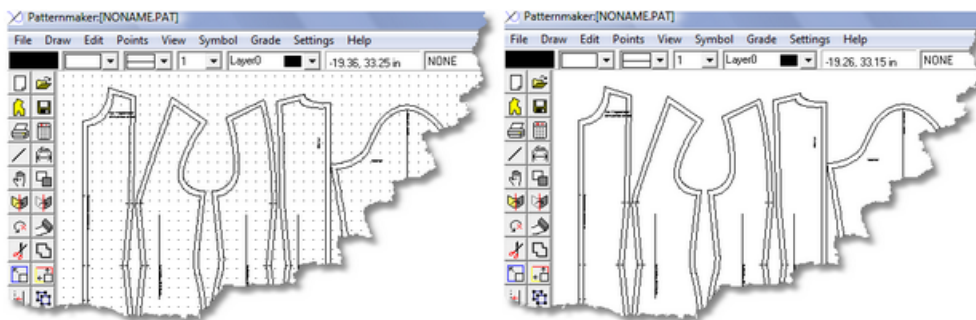 Patternmaker:[NONAME.PAT]
File Draw Edit Points View Symbol Grade Settings Help
1 Layer0 -19.36, 33.25 in NONE
Patternmaker:[NONAME.PAT]
File Draw Edit Points View Symbol Grade Settings Help
1 Layer0 -19.26, 33.15 in NONE